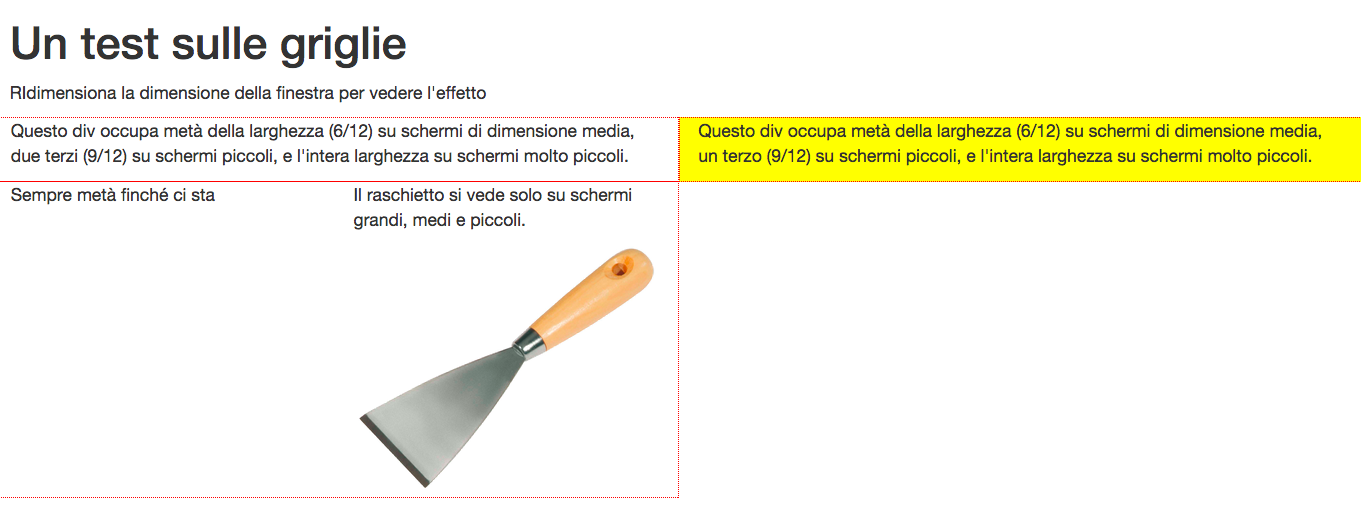 Un test sulle griglie
RIdimensiona la dimensione della finestra per vedere l'effetto
Questo div occupa metà della larghezza (6/12) su schermi di dimensione media,
due terzi (9/12) su schermi piccoli, e l'intera larghezza su schermi molto piccoli.
Questo div occupa metà della larghezza (6/12) su schermi di dimensione media,
un terzo (9/12) su schermi piccoli, e l'intera larghezza su schermi molto piccoli.
Sempre metà finché ci sta
Il raschietto si vede solo su schermi
grandi, medi e piccoli.